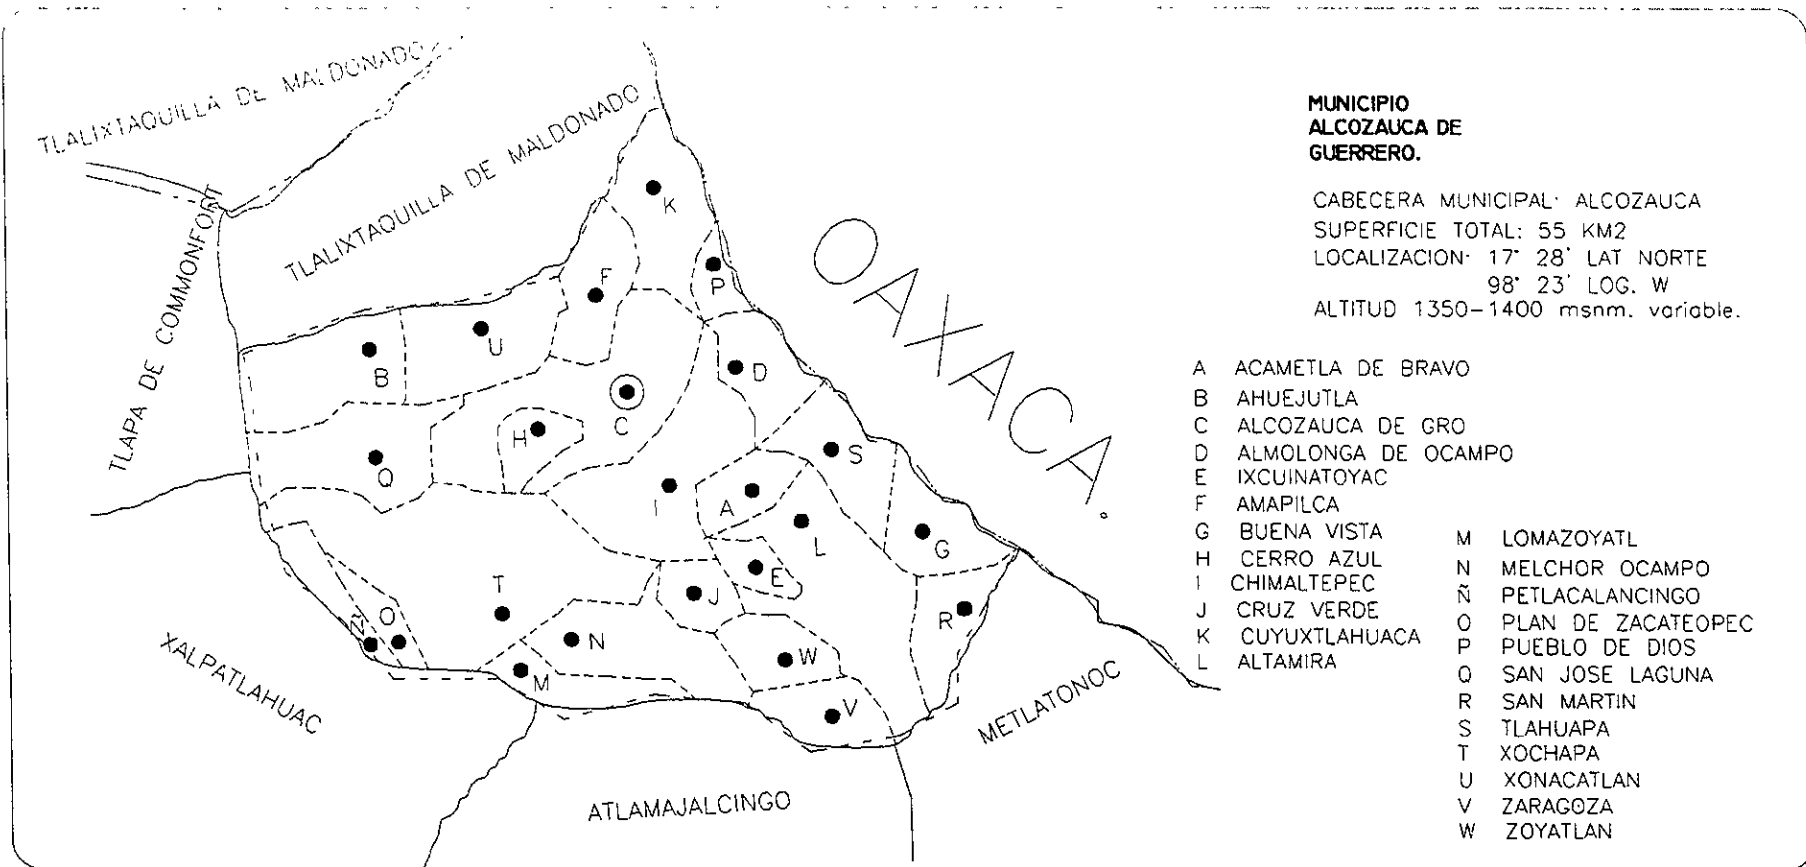 TLALIXTAQUILLA DE MALDONADO
TLALIXTAQUILLA DE MALDONADO
TLAPA DE COMMONFORT
OAXACA.
XALPATLAHUAC
ATLAMAJALCINGO
METLATONOC
K
P
F
U
B
D
C
H
Q
S
I
A
L
G
E
J
T
R
Ñ
O
N
W
M
V
MUNICIPIO
ALCOZAUCA DE
GUERRERO.
CABECERA MUNICIPAL: ALCOZAUCA
SUPERFICIE TOTAL: 55 KM2
LOCALIZACION: 17° 28' LAT NORTE
98° 23' LOG. W
ALTITUD 1350-1400 msnm. variable.
A ACAMETLA DE BRAVO
B AHUEJUTLA
C ALCOZAUCA DE GRO
D ALMOLONGA DE OCAMPO
E IXCUINATOYAC
F AMAPILCA
G BUENA VISTA
H CERRO AZUL
I CHIMALTEPEC
J CRUZ VERDE
K CUYUXTLAHUACA
L ALTAMIRA
M LOMAZOYATL
N MELCHOR OCAMPO
Ñ PETLACALANCINGO
O PLAN DE ZACATEOPEC
P PUEBLO DE DIOS
Q SAN JOSE LAGUNA
R SAN MARTIN
S TLAHUAPA
T XOCHAPA
U XONACATLAN
V ZARAGOZA
W ZOYATLAN